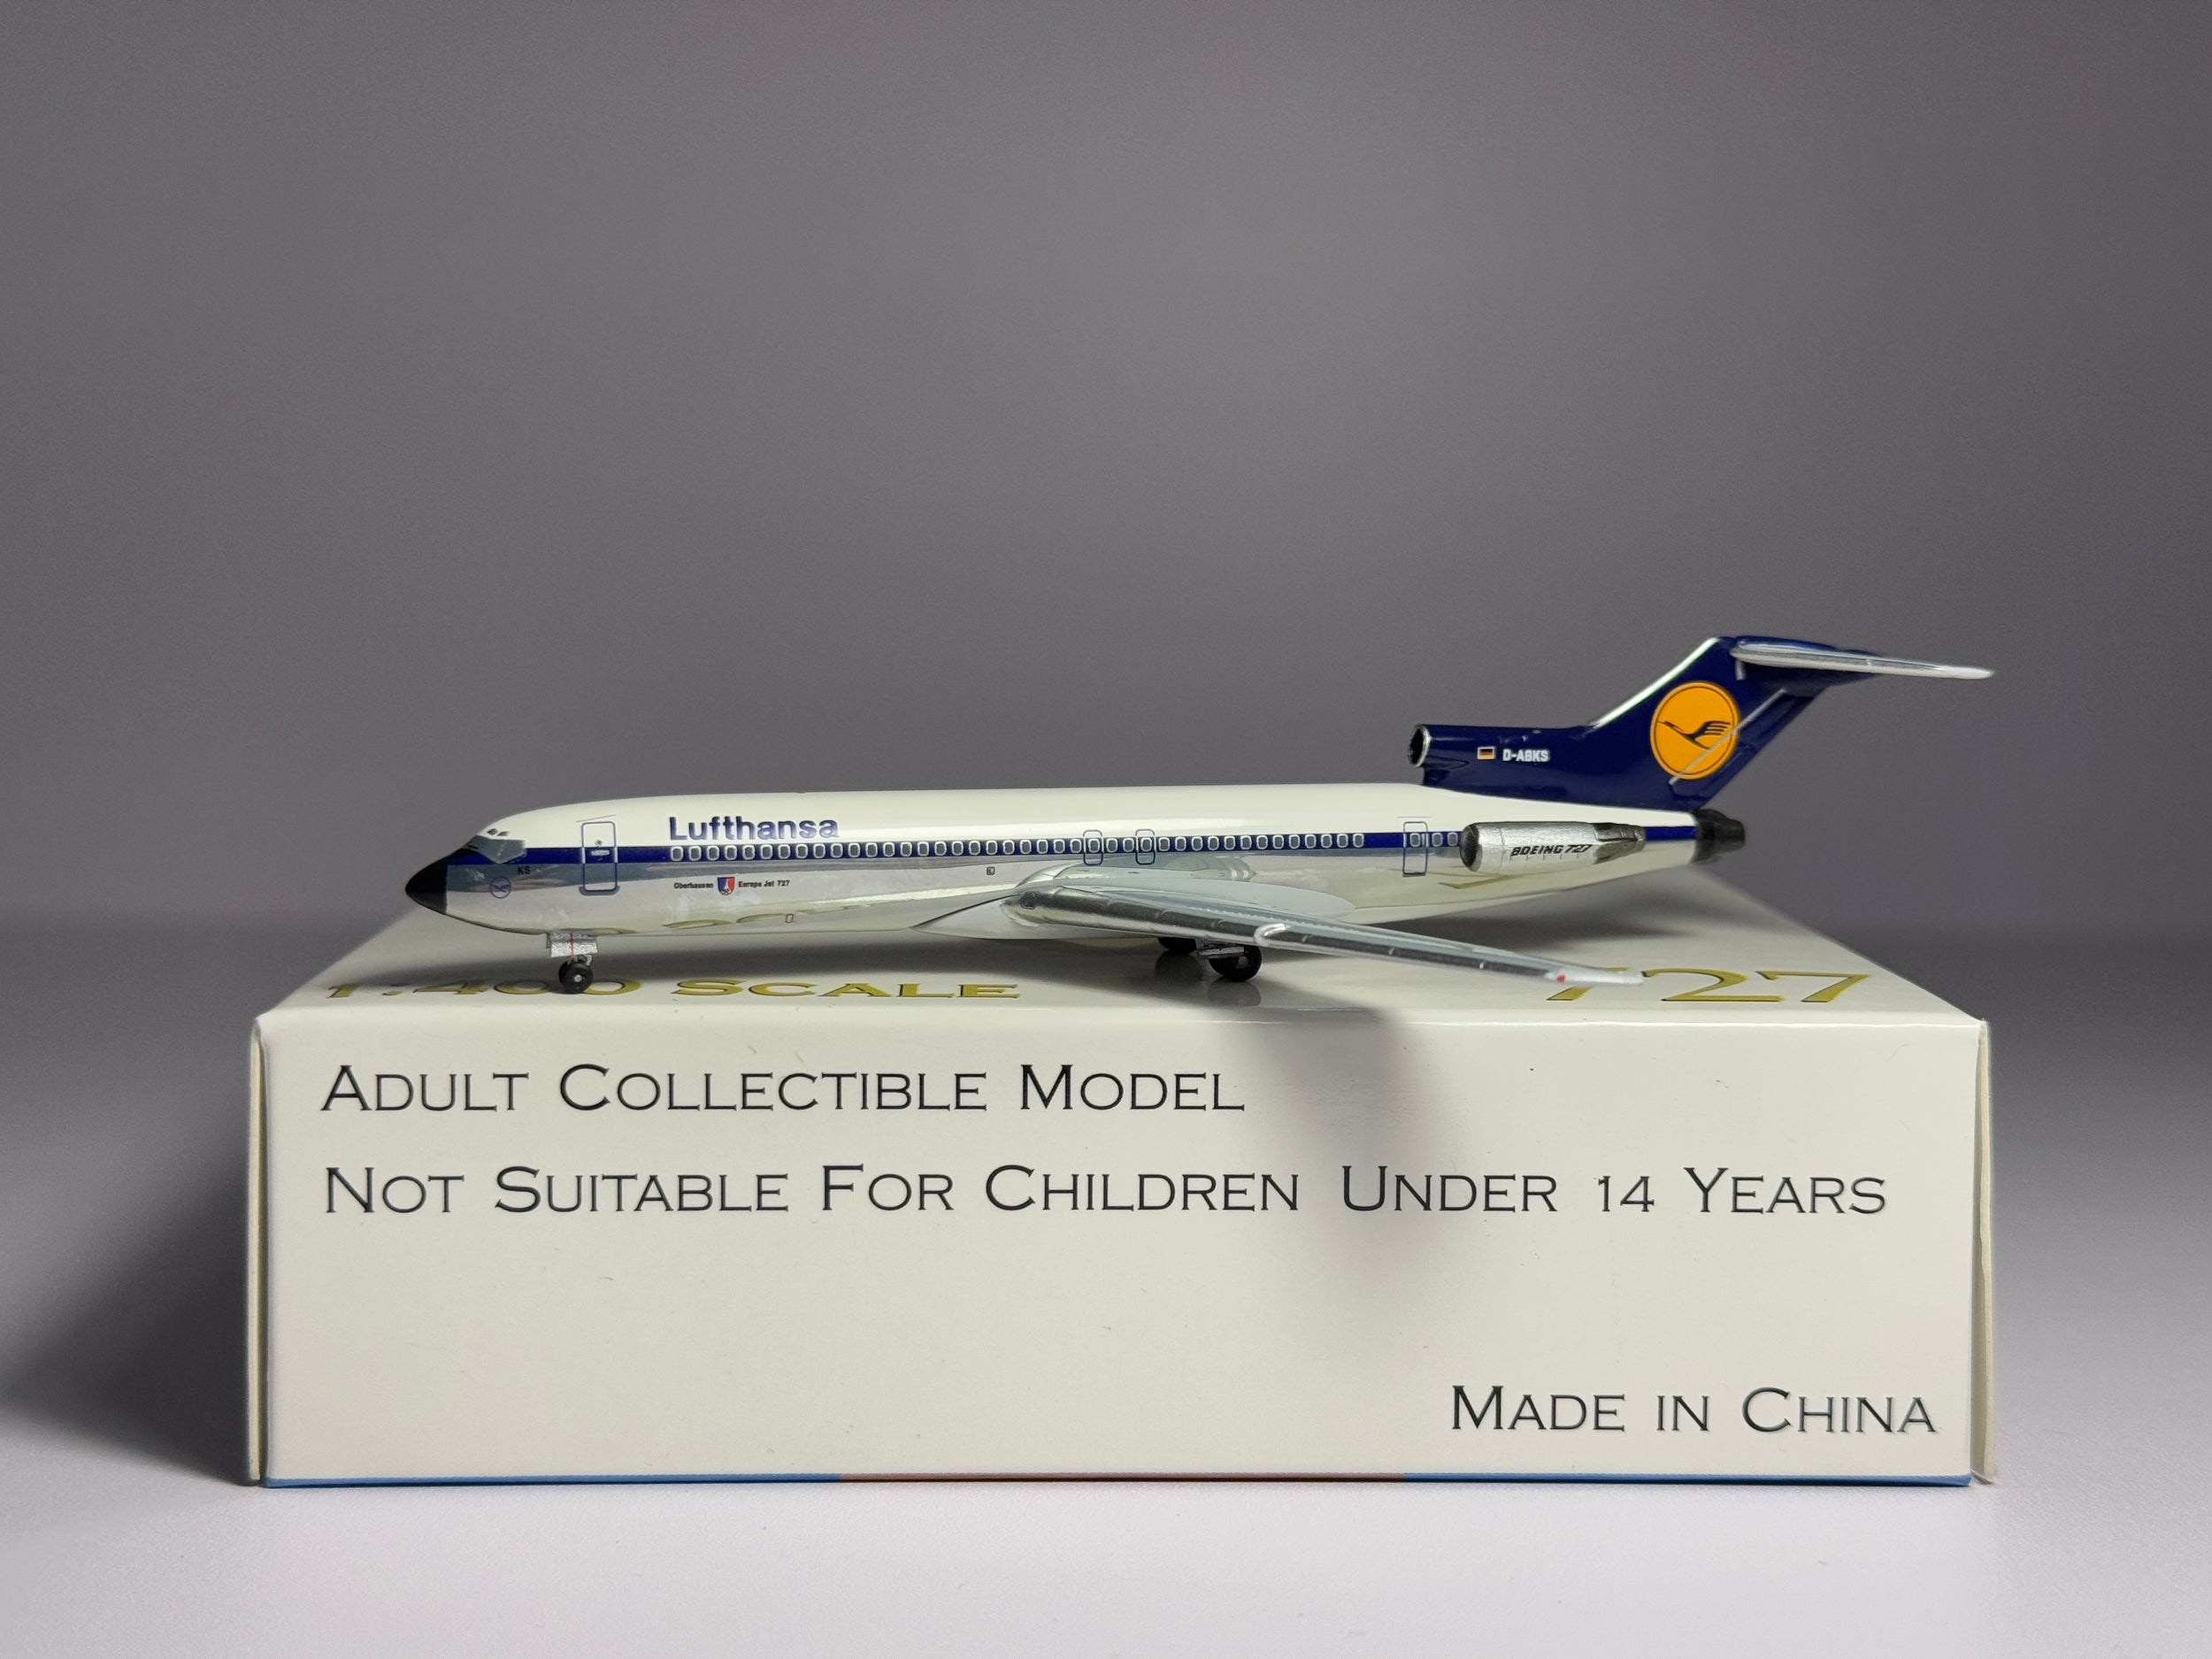 D-ABKS
Lufthansa
BOEING 727
KS
Oberhausen Europa Jet 727
1:400 SCALE 727
ADULT COLLECTIBLE MODEL
NOT SUITABLE FOR CHILDREN UNDER 14 YEARS
MADE IN CHINA